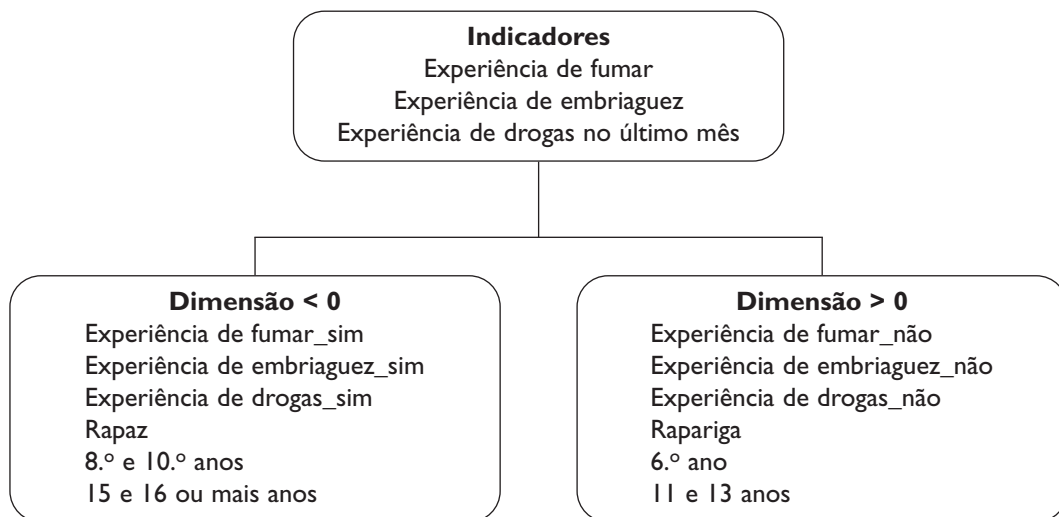 Indicadores
Experiência de fumar
Experiência de embriaguez
Experiência de drogas no último mês
Dimensão < 0
Experiência de fumar_sim
Experiência de embriaguez_sim
Experiência de drogas_sim
Rapaz
8.º e 10.º anos
15 e 16 ou mais anos
Dimensão > 0
Experiência de fumar_não
Experiência de embriaguez_não
Experiência de drogas_não
Rapariga
6.º ano
11 e 13 anos